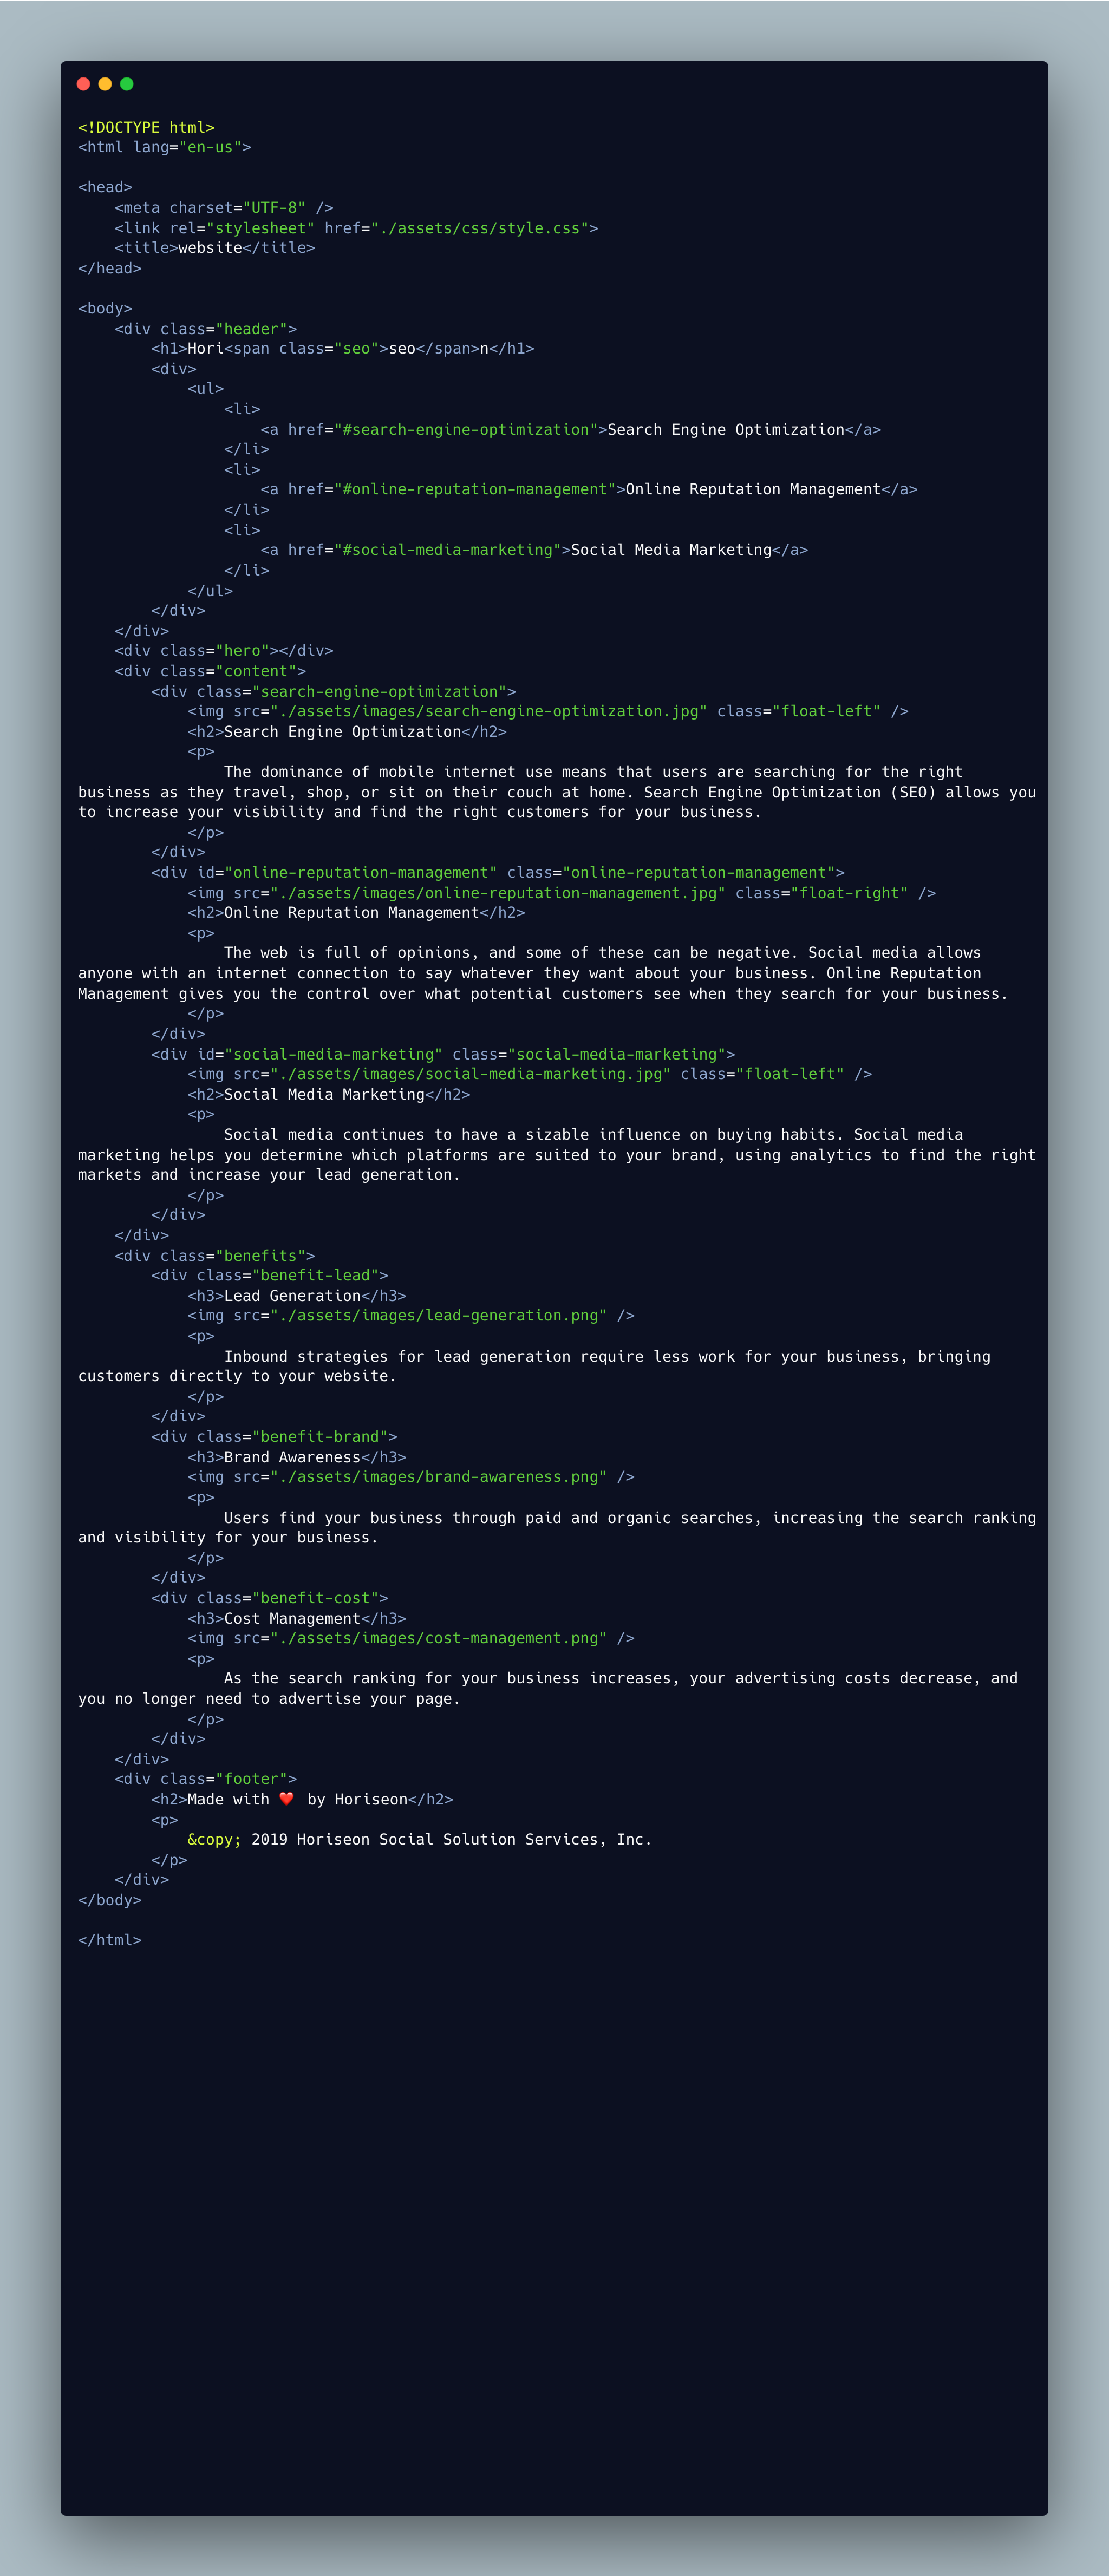 <!DOCTYPE html>
<html lang="en-us">

<head>
    <meta charset="UTF-8" />
    <link rel="stylesheet" href="./assets/css/style.css">
    <title>website</title>
</head>

<body>
    <div class="header">
        <h1>Hori<span class="seo">seo</span>n</h1>
        <div>
            <ul>
                <li>
                    <a href="#search-engine-optimization">Search Engine Optimization</a>
                </li>
                <li>
                    <a href="#online-reputation-management">Online Reputation Management</a>
                </li>
                <li>
                    <a href="#social-media-marketing">Social Media Marketing</a>
                </li>
            </ul>
        </div>
    </div>
    <div class="hero"></div>
    <div class="content">
        <div class="search-engine-optimization">
            <img src="./assets/images/search-engine-optimization.jpg" class="float-left" />
            <h2>Search Engine Optimization</h2>
            <p>
                The dominance of mobile internet use means that users are searching for the right
business as they travel, shop, or sit on their couch at home. Search Engine Optimization (SEO) allows you
to increase your visibility and find the right customers for your business.
            </p>
        </div>
        <div id="online-reputation-management" class="online-reputation-management">
            <img src="./assets/images/online-reputation-management.jpg" class="float-right" />
            <h2>Online Reputation Management</h2>
            <p>
                The web is full of opinions, and some of these can be negative. Social media allows
anyone with an internet connection to say whatever they want about your business. Online Reputation
Management gives you the control over what potential customers see when they search for your business.
            </p>
        </div>
        <div id="social-media-marketing" class="social-media-marketing">
            <img src="./assets/images/social-media-marketing.jpg" class="float-left" />
            <h2>Social Media Marketing</h2>
            <p>
                Social media continues to have a sizable influence on buying habits. Social media
marketing helps you determine which platforms are suited to your brand, using analytics to find the right
markets and increase your lead generation.
            </p>
        </div>
    </div>
    <div class="benefits">
        <div class="benefit-lead">
            <h3>Lead Generation</h3>
            <img src="./assets/images/lead-generation.png" />
            <p>
                Inbound strategies for lead generation require less work for your business, bringing
customers directly to your website.
            </p>
        </div>
        <div class="benefit-brand">
            <h3>Brand Awareness</h3>
            <img src="./assets/images/brand-awareness.png" />
            <p>
                Users find your business through paid and organic searches, increasing the search ranking
and visibility for your business.
            </p>
        </div>
        <div class="benefit-cost">
            <h3>Cost Management</h3>
            <img src="./assets/images/cost-management.png" />
            <p>
                As the search ranking for your business increases, your advertising costs decrease, and
you no longer need to advertise your page.
            </p>
        </div>
    </div>
    <div class="footer">
        <h2>Made with ❤️ by Horiseon</h2>
        <p>
            &copy; 2019 Horiseon Social Solution Services, Inc.
        </p>
    </div>
</body>

</html>